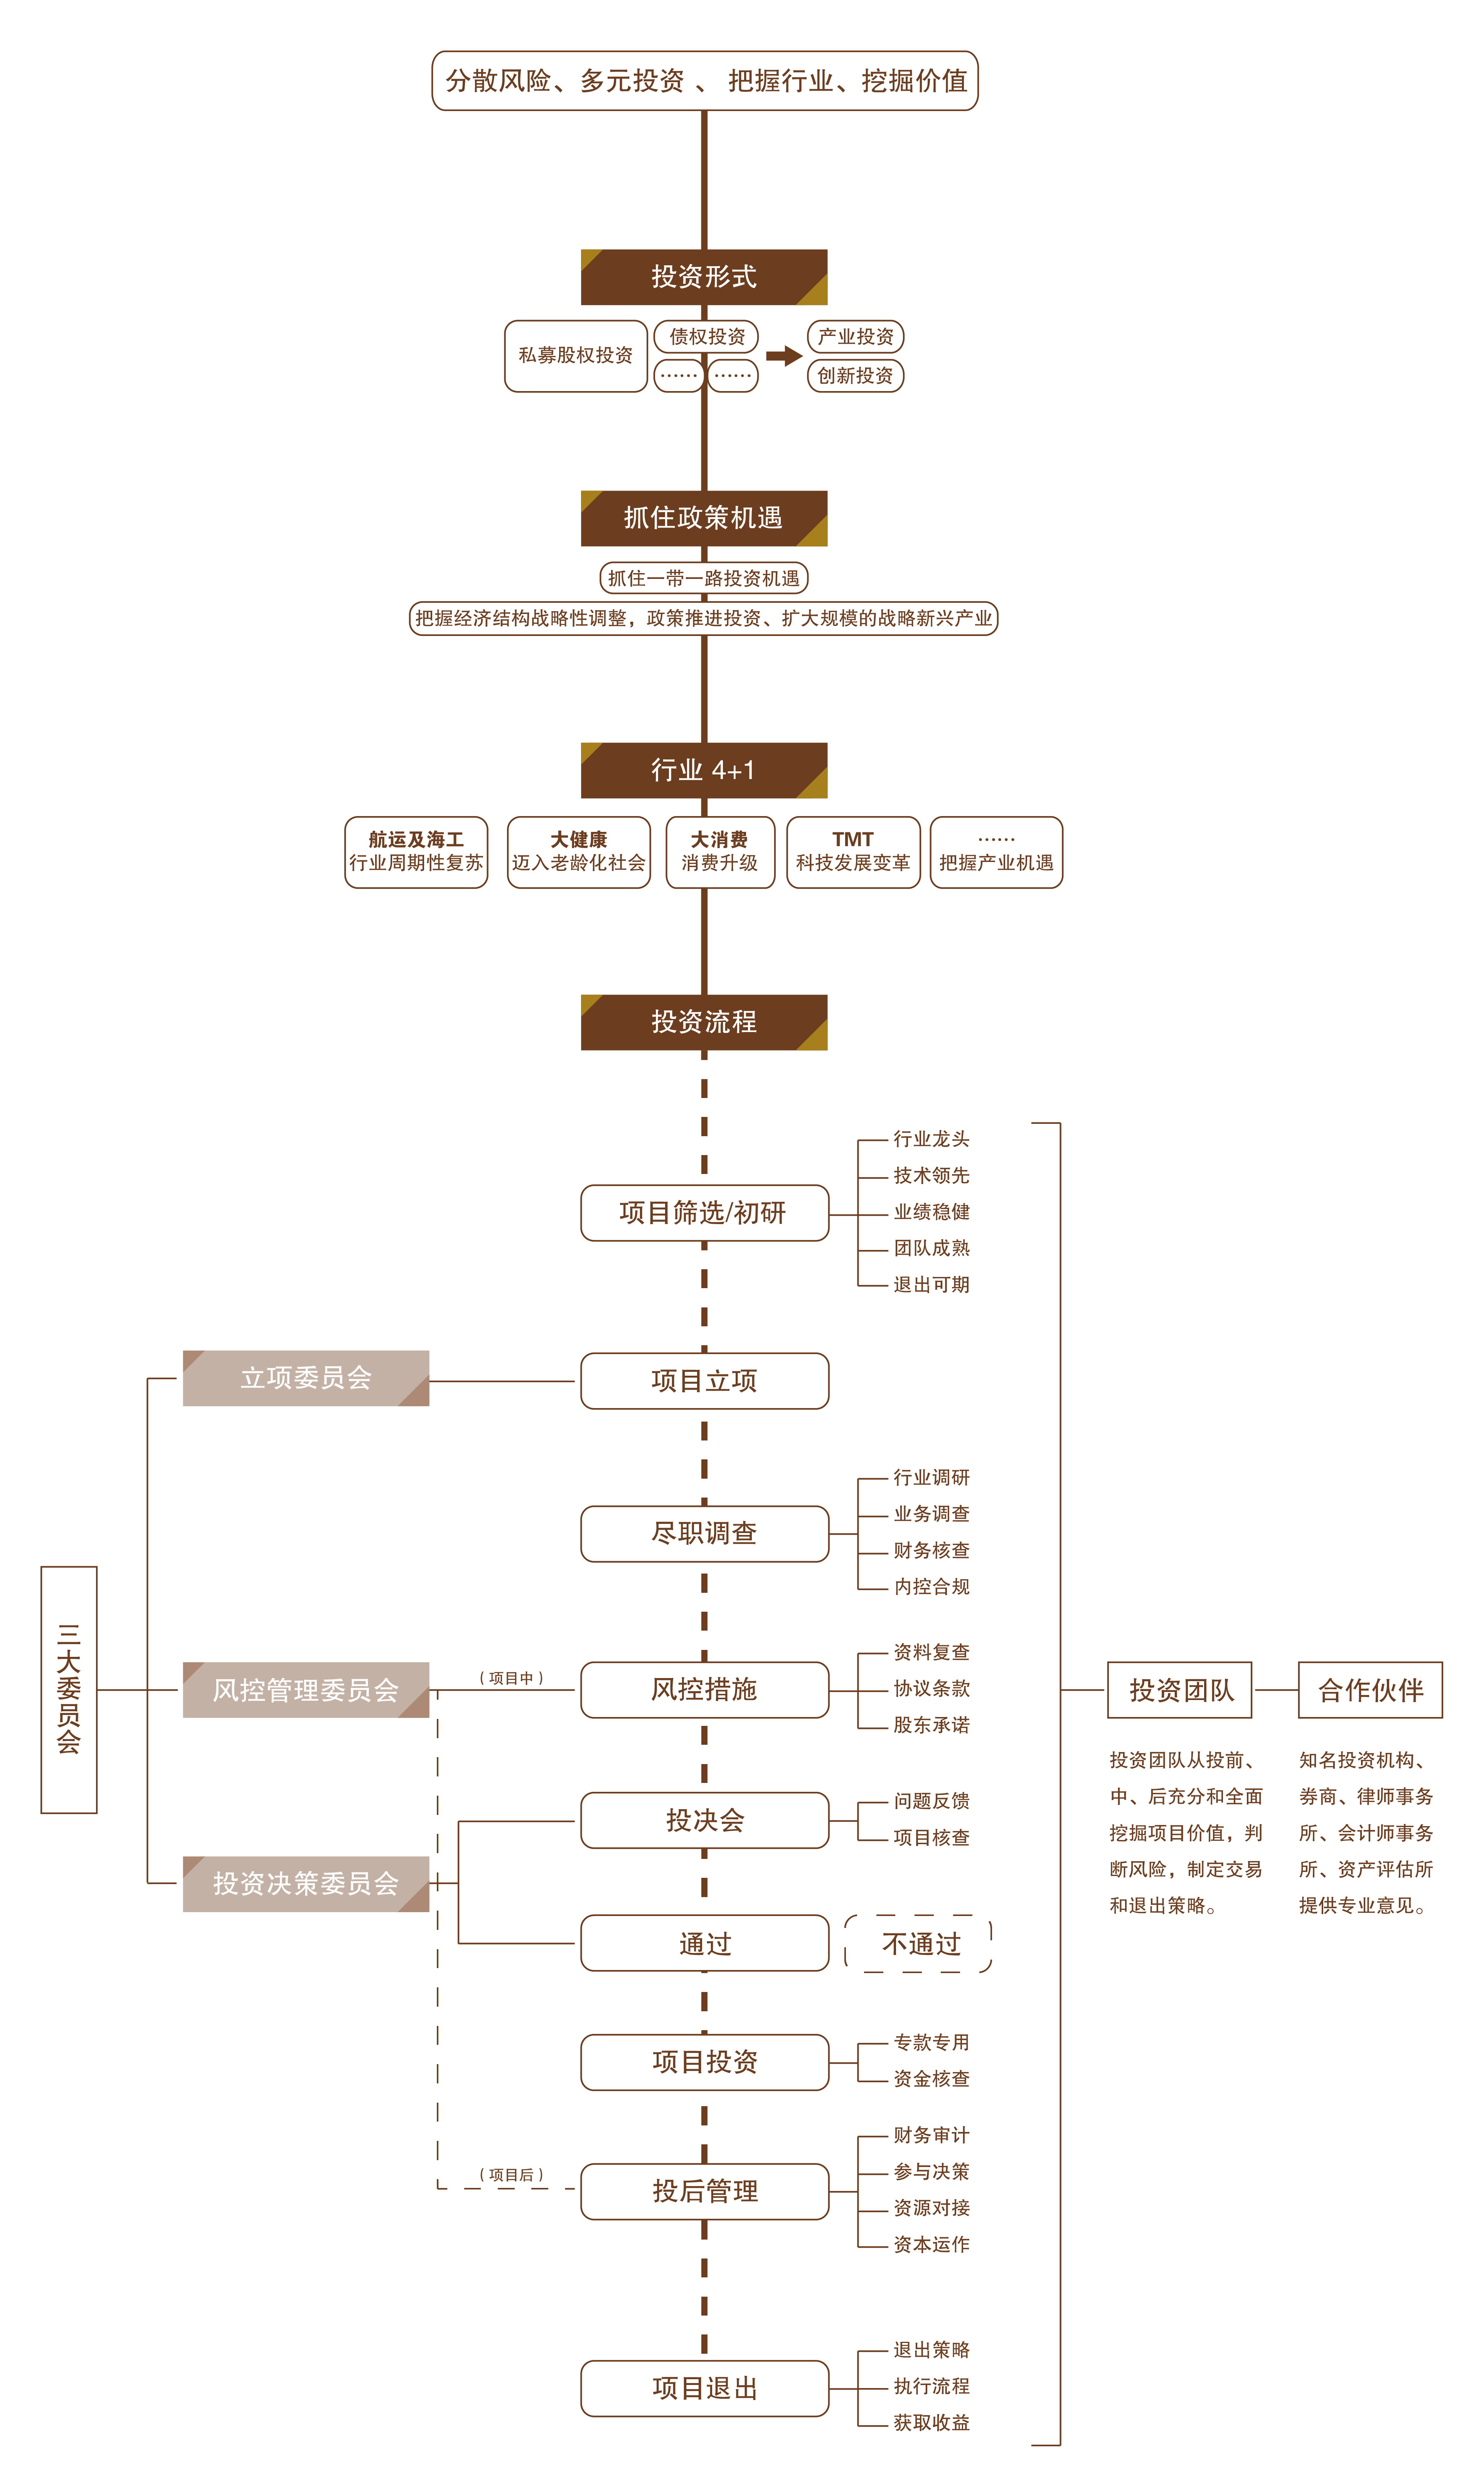 分散风险、多元投资 、 把握行业、挖掘价值
投资形式
私募股权投资
债权投资
……
……
产业投资
创新投资
抓住政策机遇
抓住一带一路投资机遇
把握经济结构战略性调整，政策推进投资、扩大规模的战略新兴产业
行业 4+1
航运及海工
行业周期性复苏
大健康
迈入老龄化社会
大消费
消费升级
TMT
科技发展变革
……
把握产业机遇
投资流程
项目筛选/初研
行业龙头
技术领先
业绩稳健
团队成熟
退出可期
立项委员会
项目立项
尽职调查
行业调研
业务调查
财务核查
内控合规
三大委员会
风控管理委员会
（项目中）
风控措施
资料复查
协议条款
股东承诺
投资决策委员会
投决会
问题反馈
项目核查
通过
不通过
项目投资
专款专用
资金核查
（项目后）
投后管理
财务审计
参与决策
资源对接
资本运作
项目退出
退出策略
执行流程
获取收益
投资团队
投资团队从投前、
中、后充分和全面
挖掘项目价值，判
断风险，制定交易
和退出策略。
合作伙伴
知名投资机构、
券商、律师事务
所、会计师事务
所、资产评估所
提供专业意见。